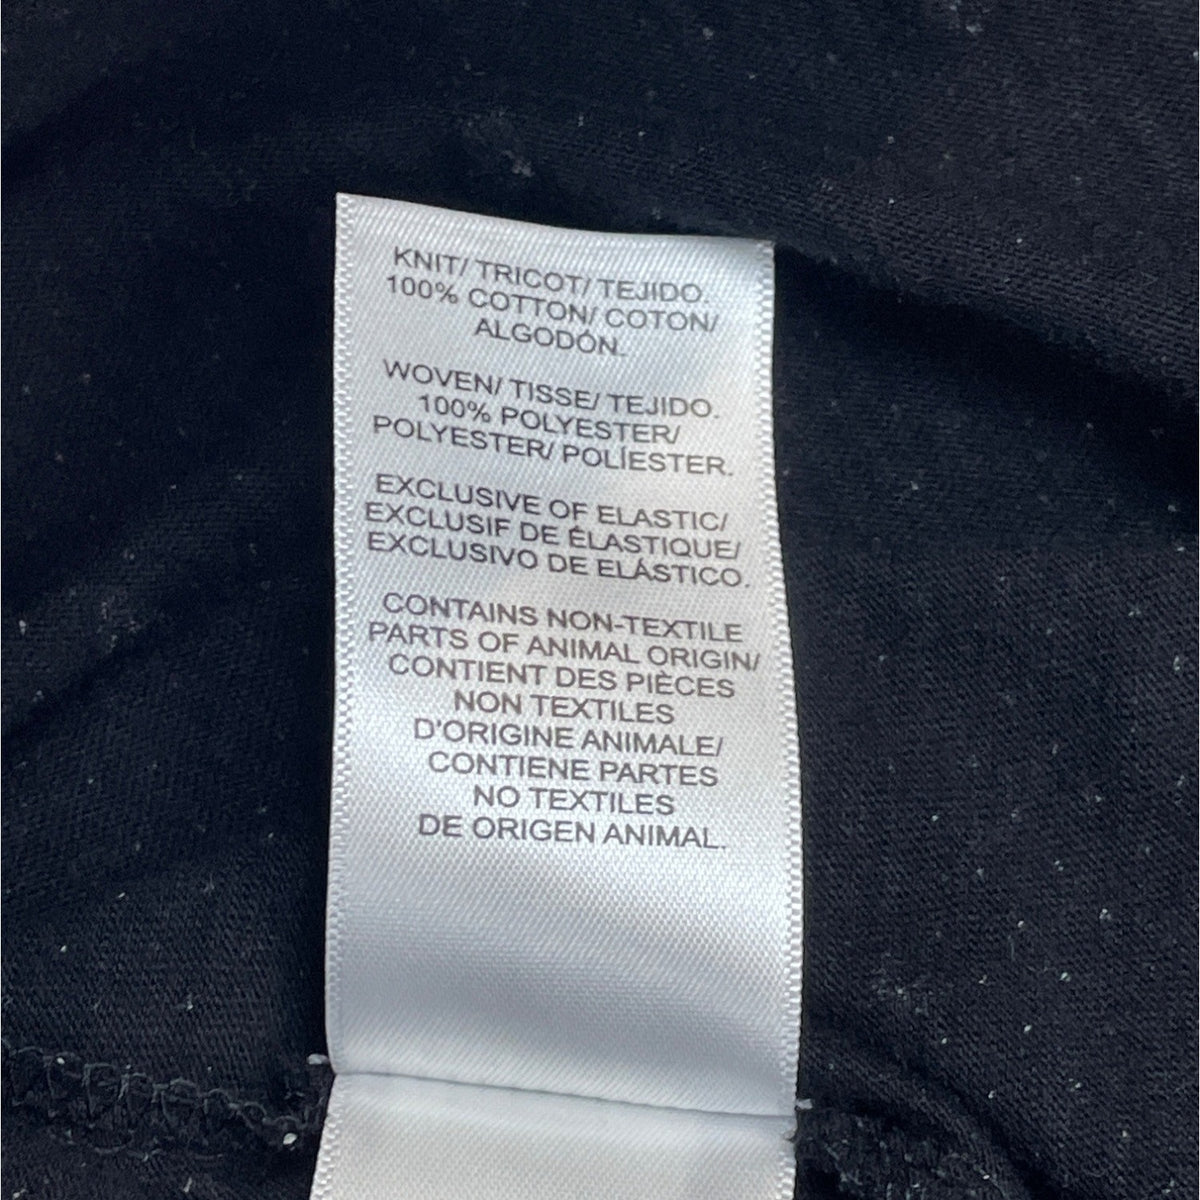 KNIT/ TRICOT/ TEJIDO.
100% COTTON/ COTON/
ALGODÓN.
WOVEN/ TISSE/ TEJIDO.
100% POLYESTER/
POLYESTER/ POLÍESTER.
EXCLUSIVE OF ELASTIC/
EXCLUSIF DE ÉLASTIQUE/
EXCLUSIVO DE ELÁSTICO.
CONTAINS NON-TEXTILE
PARTS OF ANIMAL ORIGIN/
CONTIENT DES PIÈCES
NON TEXTILES
D'ORIGINE ANIMALE/
CONTIENE PARTES
NO TEXTILES
DE ORIGEN ANIMAL.